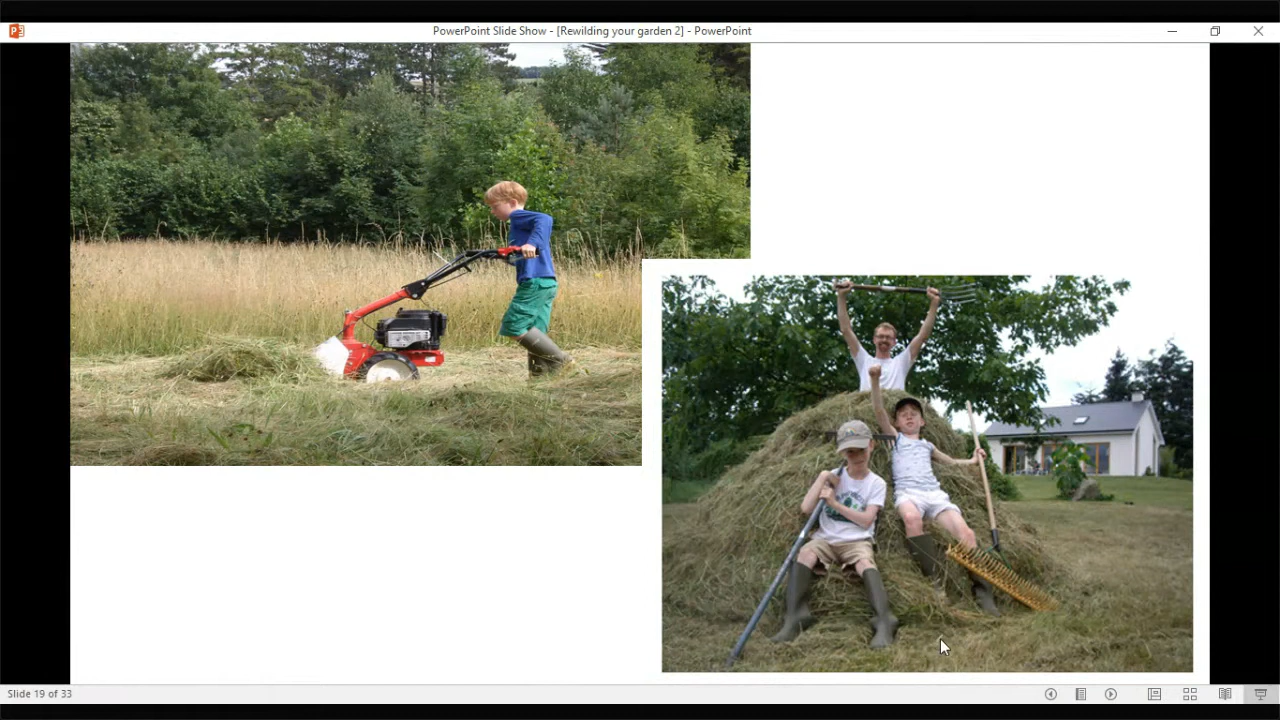 PowerPoint Slide Show - [Rewilding your garden 2] - PowerPoint
Slide 19 of 33